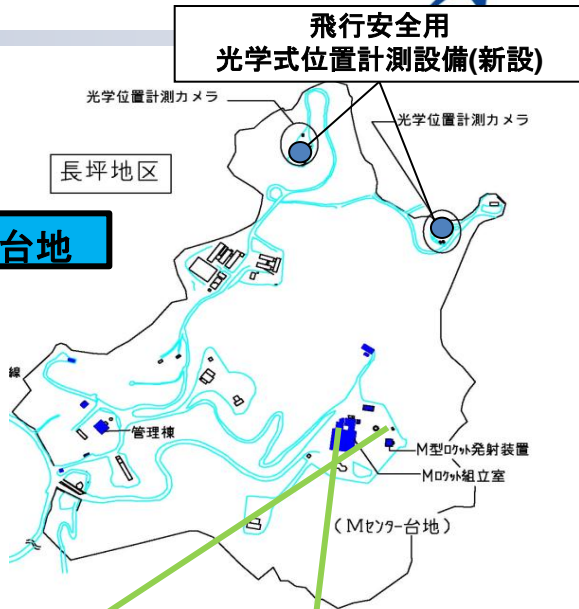 飛行安全用
光学式位置計測設備(新設)
光学位置計測カメラ
光学位置計測カメラ
長坪地区
台地
線
管理棟
M型ロケット発射装置
Mロケット組立室
(Mセンター台地)